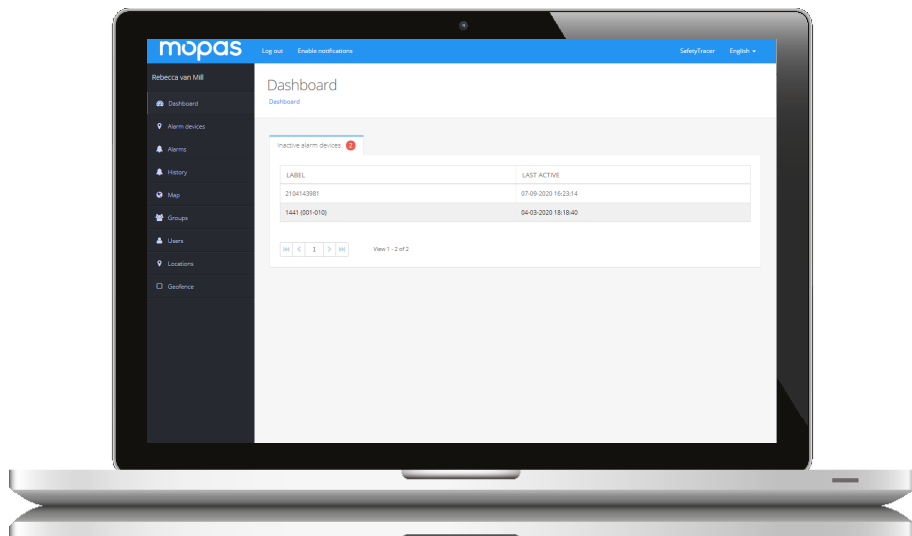 mopas Log out Enable notifications SafetyTracer English
Rebecca van Mill
Dashboard
Alarm devices
Alarms
History
Map
Groups
Users
Locations
Geofence
Dashboard
Dashboard
Inactive alarm devices 2
LABEL LAST ACTIVE
2104143981 07-09-2020 16:23:14
1441 (001-010) 04-03-2020 18:18:40
1 View 1 - 2 of 2